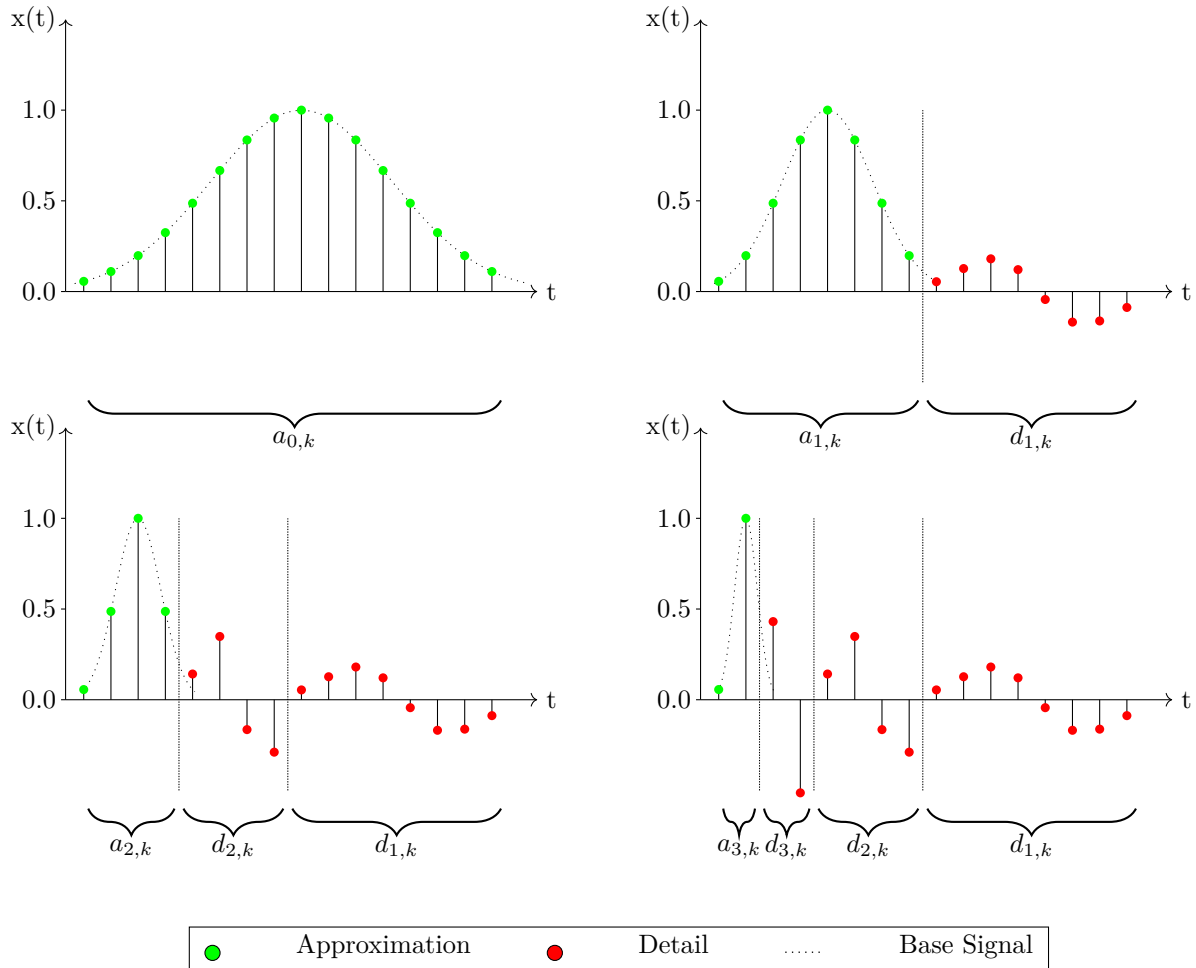 x(t)
1.0
0.5
0.0
t
a0,k
x(t)
1.0
0.5
0.0
t
a1,k d1,k
x(t)
1.0
0.5
0.0
t
a2,k d2,k d1,k
x(t)
1.0
0.5
0.0
t
a3,k d3,k d2,k d1,k
Approximation Detail Base Signal